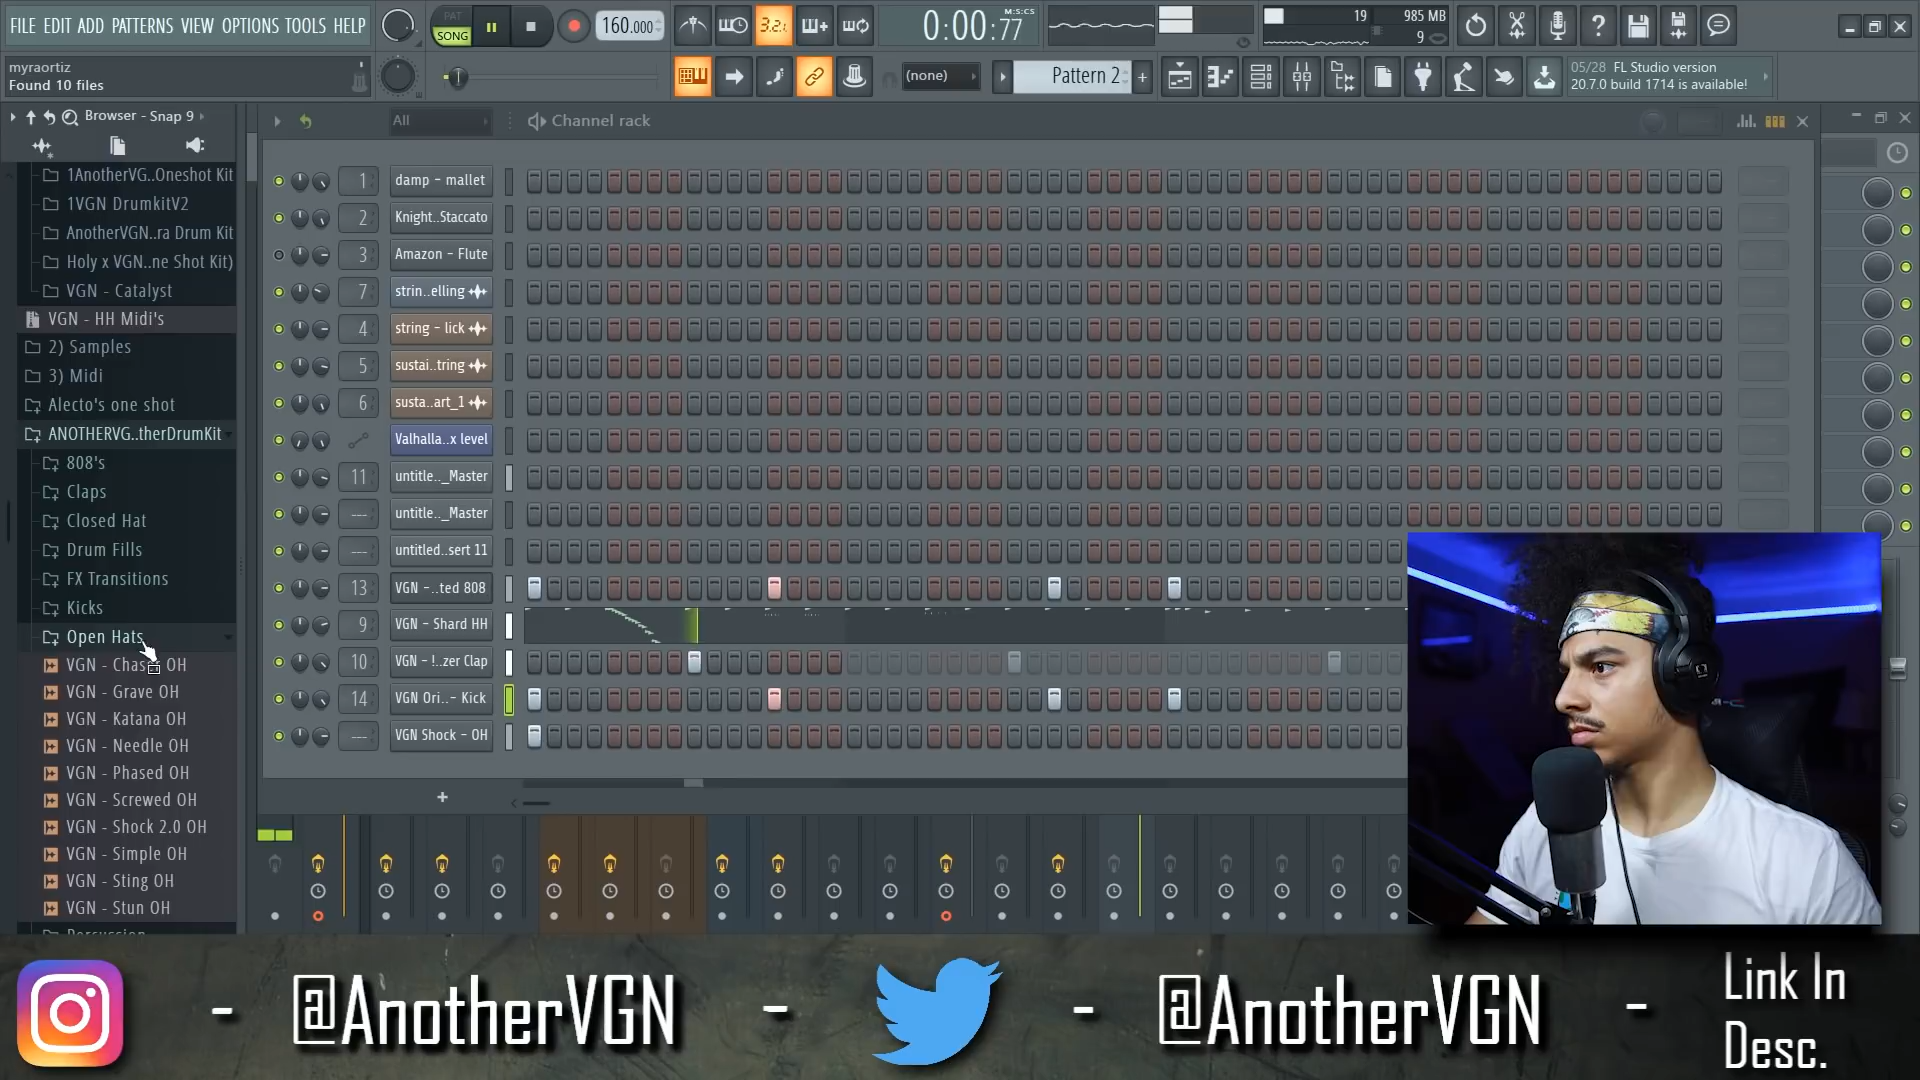 FILE EDIT ADD PATTERNS VIEW OPTIONS TOOLS HELP
PAT
SONG
160.000
3.2.1
0:00:77
M:S:CS
19
985 MB
9
myraortiz
Found 10 files
(none)
Pattern 2
05/28 FL Studio version
20.7.0 build 1714 is available!
Browser - Snap 9
All
Channel rack
1AnotherVG..Oneshot Kit
1VGN DrumkitV2
AnotherVGN..ra Drum Kit
Holy x VGN..ne Shot Kit)
VGN - Catalyst
VGN - HH Midi's
2) Samples
3) Midi
Alecto's one shot
ANOTHERVG..therDrumKit
808's
Claps
Closed Hat
Drum Fills
FX Transitions
Kicks
Open Hats
VGN - Chas OH
VGN - Grave OH
VGN - Katana OH
VGN - Needle OH
VGN - Phased OH
VGN - Screwed OH
VGN - Shock 2.0 OH
VGN - Simple OH
VGN - Sting OH
VGN - Stun OH
1 damp - mallet
2 Knight..Staccato
3 Amazon - Flute
7 strin..elling
4 string - lick
5 sustai..tring
6 susta..art_1
--- Valhalla..x level
11 untitle.._Master
--- untitle.._Master
--- untitled..sert 11
13 VGN -..ted 808
9 VGN - Shard HH
10 VGN - !..zer Clap
14 VGN Ori..- Kick
--- VGN Shock - OH
+
- @AnotherVGN - - @AnotherVGN - Link In
Desc.